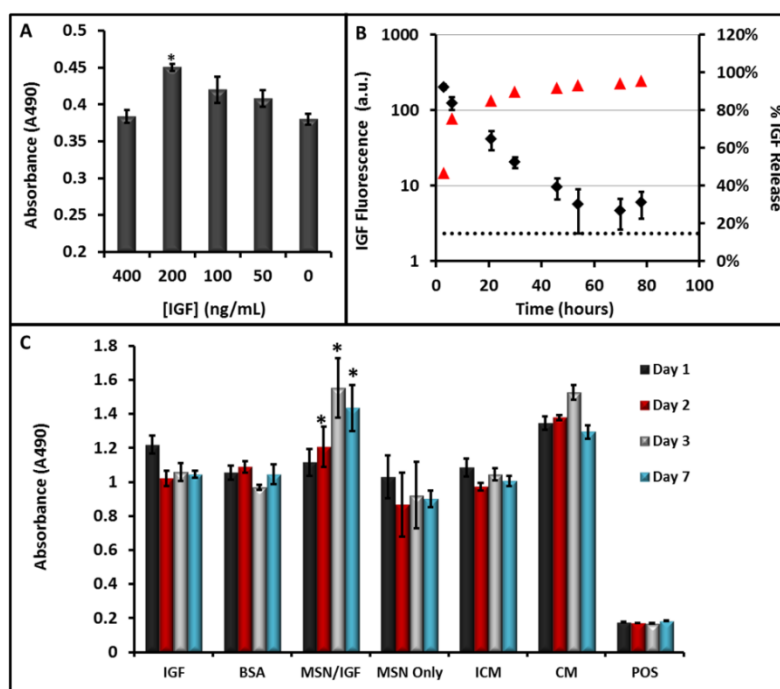 A
Absorbance (A490)
0.5
0.45
0.4
0.35
0.3
0.25
0.2
*
400 200 100 50 0
[IGF] (ng/mL)
B
IGF Fluorescence (a.u.)
1000
100
10
1
120%
100%
80%
60%
40%
20%
0%
% IGF Release
0 20 40 60 80 100
Time (hours)
C
Absorbance (A490)
1.8
1.6
1.4
1.2
1
0.8
0.6
0.4
0.2
0
* * *
Day 1
Day 2
Day 3
Day 7
IGF BSA MSN/IGF MSN Only ICM CM POS